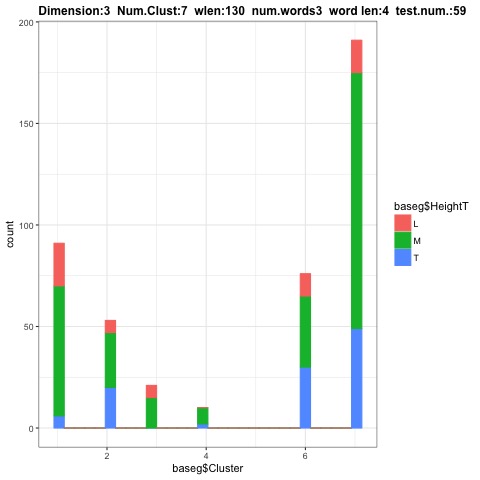 Dimension:3 Num.Clust:7 wlen:130 num.words3 word len:4 test.num.:59
200
150
100
50
0
count
2 4 6
baseg$Cluster
baseg$HeightT
L
M
T